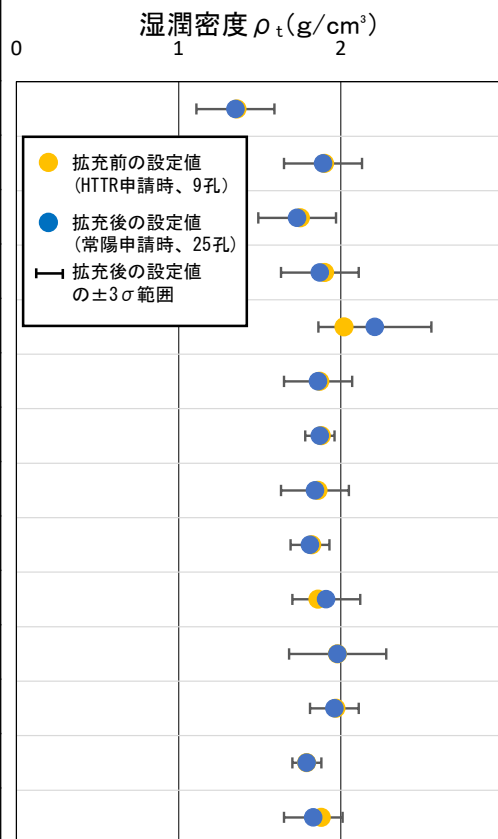 湿潤密度ρt(g/cm³)
0 1 2
拡充前の設定値
(HTTR申請時、9孔)
拡充後の設定値
(常陽申請時、25孔)
拡充後の設定値
の±3σ範囲